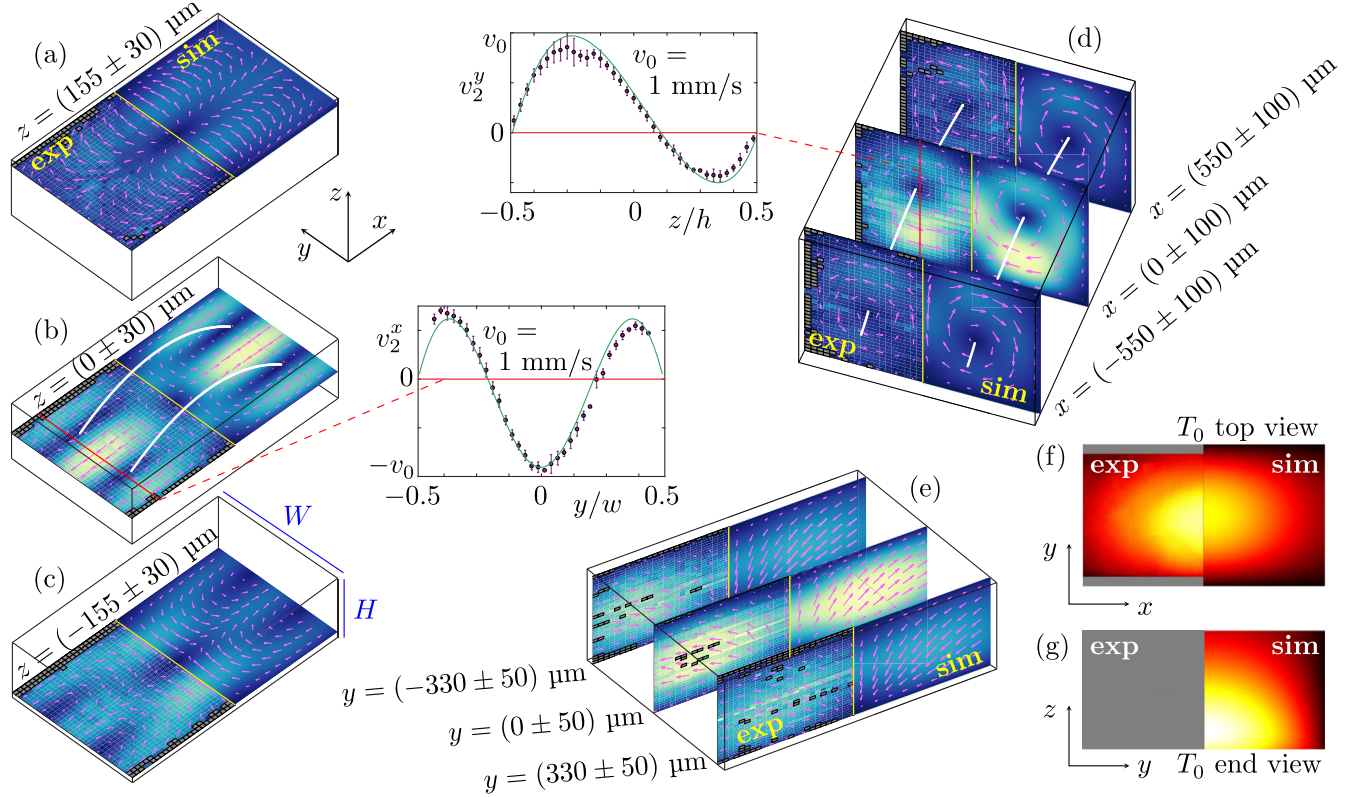 (a)
z = (155 ± 30) µm
sim
exp
z
x
y
v₀
v₂ʸ
0
v₀ =
1 mm/s
−0.5
0
z/h
0.5
(d)
x = (550 ± 100) µm
x = (0 ± 100) µm
x = (−550 ± 100) µm
exp
sim
(b)
z = (0 ± 30) µm
v₂ˣ
0
−v₀
v₀ =
1 mm/s
−0.5
0
y/w
0.5
(c)
z = (−155 ± 30) µm
W
H
(e)
y = (−330 ± 50) µm
y = (0 ± 50) µm
y = (330 ± 50) µm
exp
sim
T₀ top view
(f)
exp
sim
y
x
(g)
exp
sim
z
y
T₀ end view